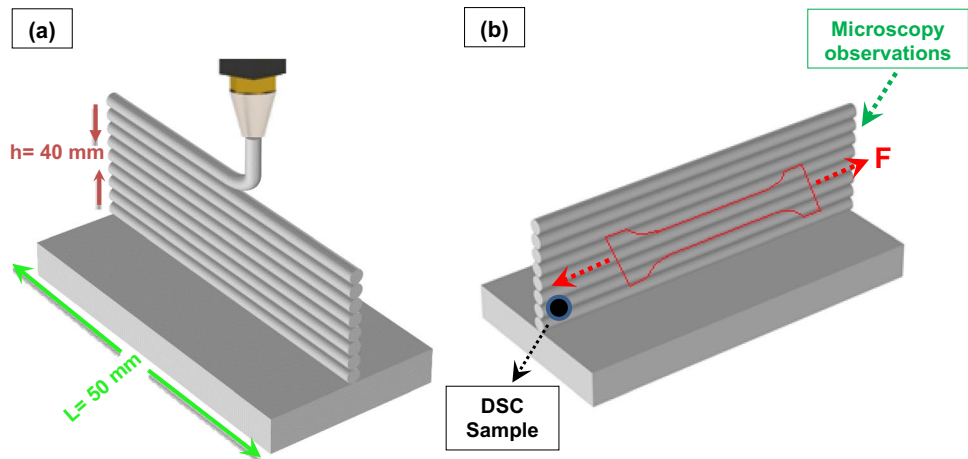 (a)
h= 40 mm
L= 50 mm
(b)
Microscopy
observations
F
DSC
Sample